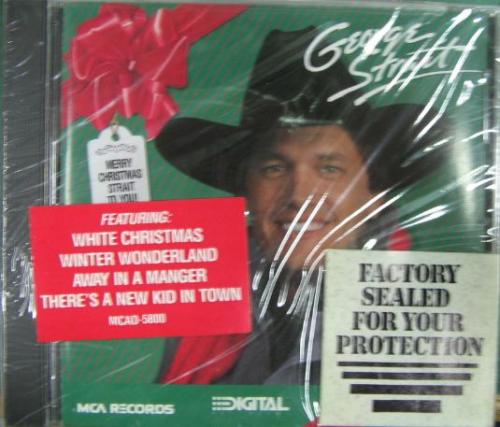 George
Strait
MERRY
CHRISTMAS
STRAIT
TO YOU!
FEATURING:
WHITE CHRISTMAS
WINTER WONDERLAND
AWAY IN A MANGER
THERE'S A NEW KID IN TOWN
MCAD-5800
FACTORY
SEALED
FOR YOUR
PROTECTION
MCA RECORDS
DIGITAL